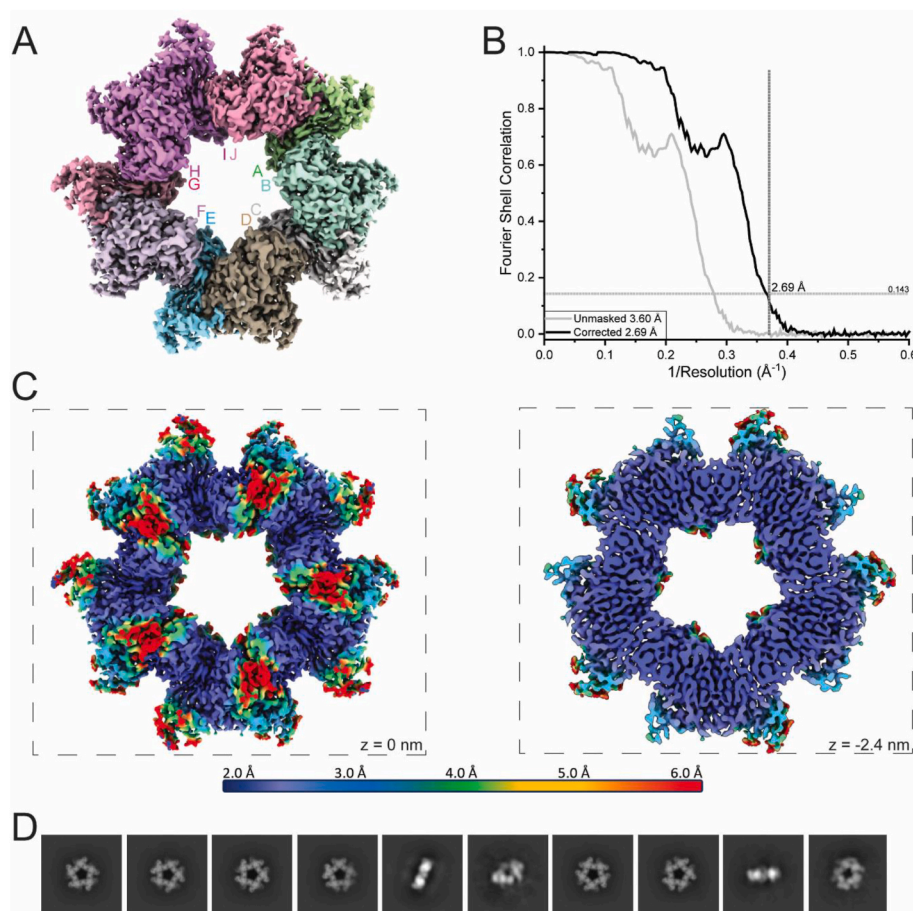 A
I J
H
G
A
B
F
E
C
D
B
Fourier Shell Correlation
1.0
0.8
0.6
0.4
0.2
0.0
2.69 Å
0.143
Unmasked 3.60 Å
Corrected 2.69 Å
0.0 0.1 0.2 0.3 0.4 0.5 0.6
1/Resolution (Å⁻¹)
C
z = 0 nm
z = -2.4 nm
2.0 Å 3.0 Å 4.0 Å 5.0 Å 6.0 Å
D